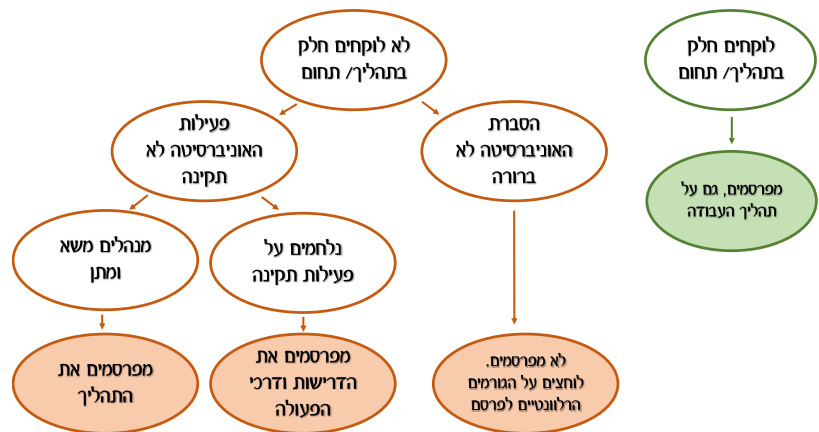 לוקחים חלק
בתהליך/ תחום
מפרסמים, גם על
תהליך העבודה
לא לוקחים חלק
בתהליך/ תחום
הסברת
האוניברסיטה לא
ברורה
פעילות
האוניברסיטה לא
תקינה
נלחמים על
פעילות תקינה
מנהלים משא
ומתן
לא מפרסמים.
לוחצים על הגורמים
הרלוונטיים לפרסם
מפרסמים את
הדרישות ודרכי
הפעולה
מפרסמים את
התהליך